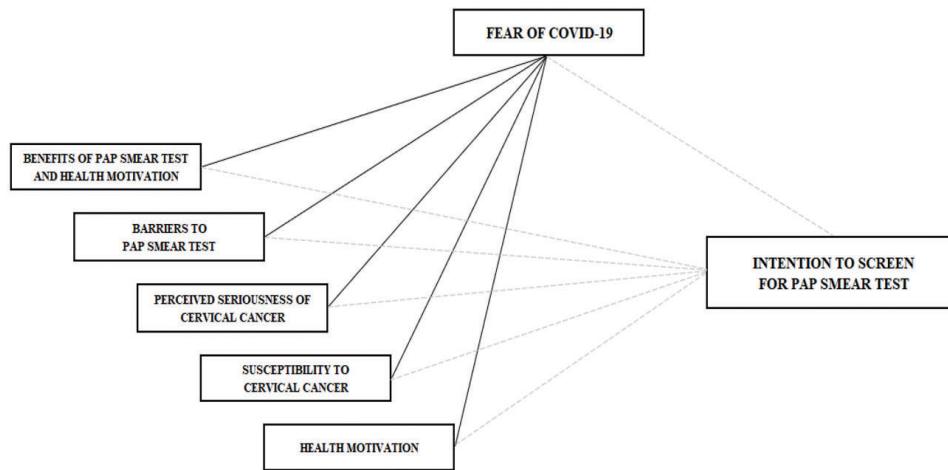 FEAR OF COVID-19
BENEFITS OF PAP SMEAR TEST
AND HEALTH MOTIVATION
BARRIERS TO
PAP SMEAR TEST
PERCEIVED SERIOUSNESS OF
CERVICAL CANCER
SUSCEPTIBILITY TO
CERVICAL CANCER
HEALTH MOTIVATION
INTENTION TO SCREEN
FOR PAP SMEAR TEST